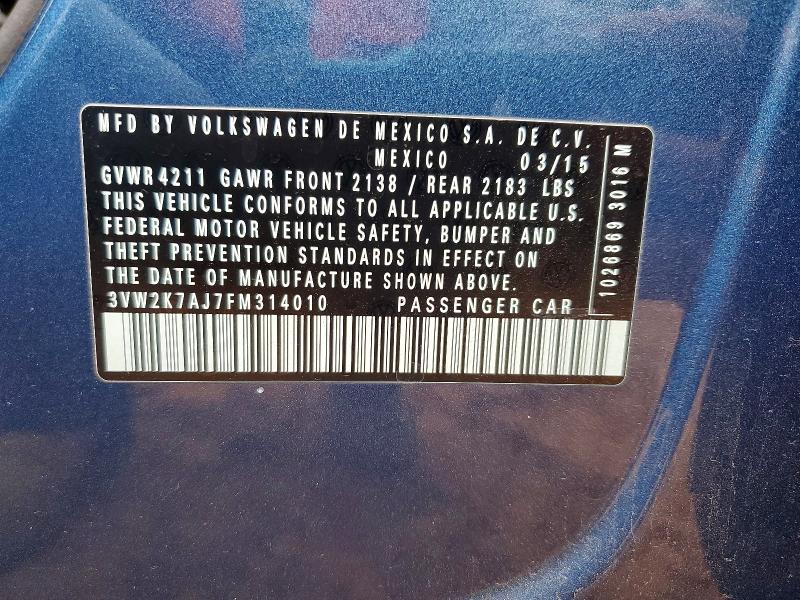 MFD BY VOLKSWAGEN DE MEXICO S.A. DE C.V.
MEXICO 03/15
GVWR 4211 GAWR FRONT 2138 / REAR 2183 LBS
THIS VEHICLE CONFORMS TO ALL APPLICABLE U.S.
FEDERAL MOTOR VEHICLE SAFETY, BUMPER AND
THEFT PREVENTION STANDARDS IN EFFECT ON
THE DATE OF MANUFACTURE SHOWN ABOVE.
3VW2K7AJ7FM314010 PASSENGER CAR
1026869 3016 M